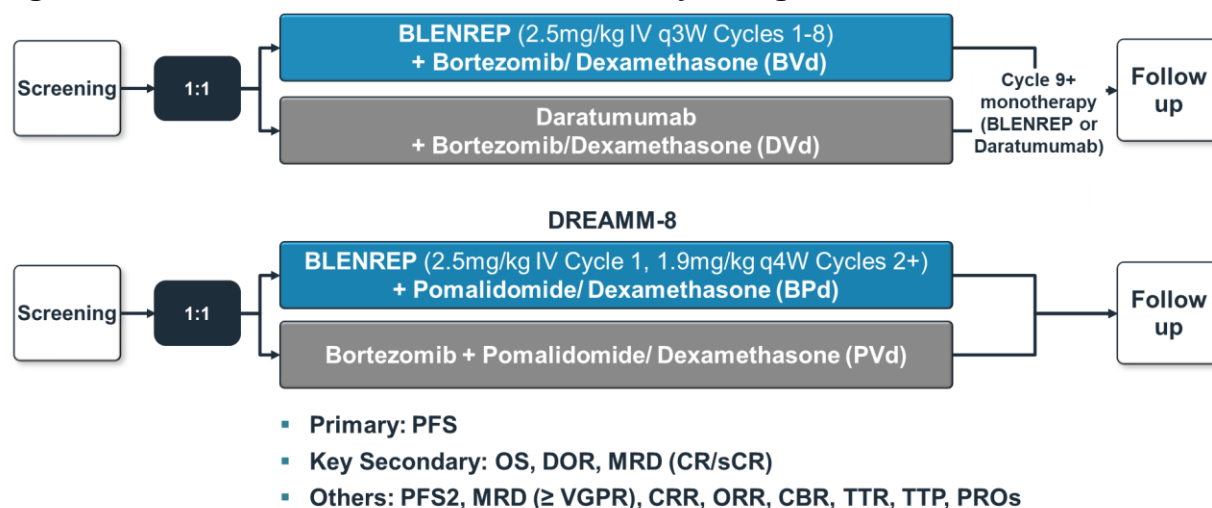 BLENREP (2.5mg/kg IV q3W Cycles 1-8)
+ Bortezomib/ Dexamethasone (BVd)
Screening
1:1
Daratumumab
+ Bortezomib/Dexamethasone (DVd)
Cycle 9+
monotherapy
(BLENREP or
Daratumumab)
Follow
up
DREAMM-8
BLENREP (2.5mg/kg IV Cycle 1, 1.9mg/kg q4W Cycles 2+)
+ Pomalidomide/ Dexamethasone (BPd)
Screening
1:1
Bortezomib + Pomalidomide/ Dexamethasone (PVd)
Follow
up
▪ Primary: PFS
▪ Key Secondary: OS, DOR, MRD (CR/sCR)
▪ Others: PFS2, MRD (≥ VGPR), CRR, ORR, CBR, TTR, TTP, PROs